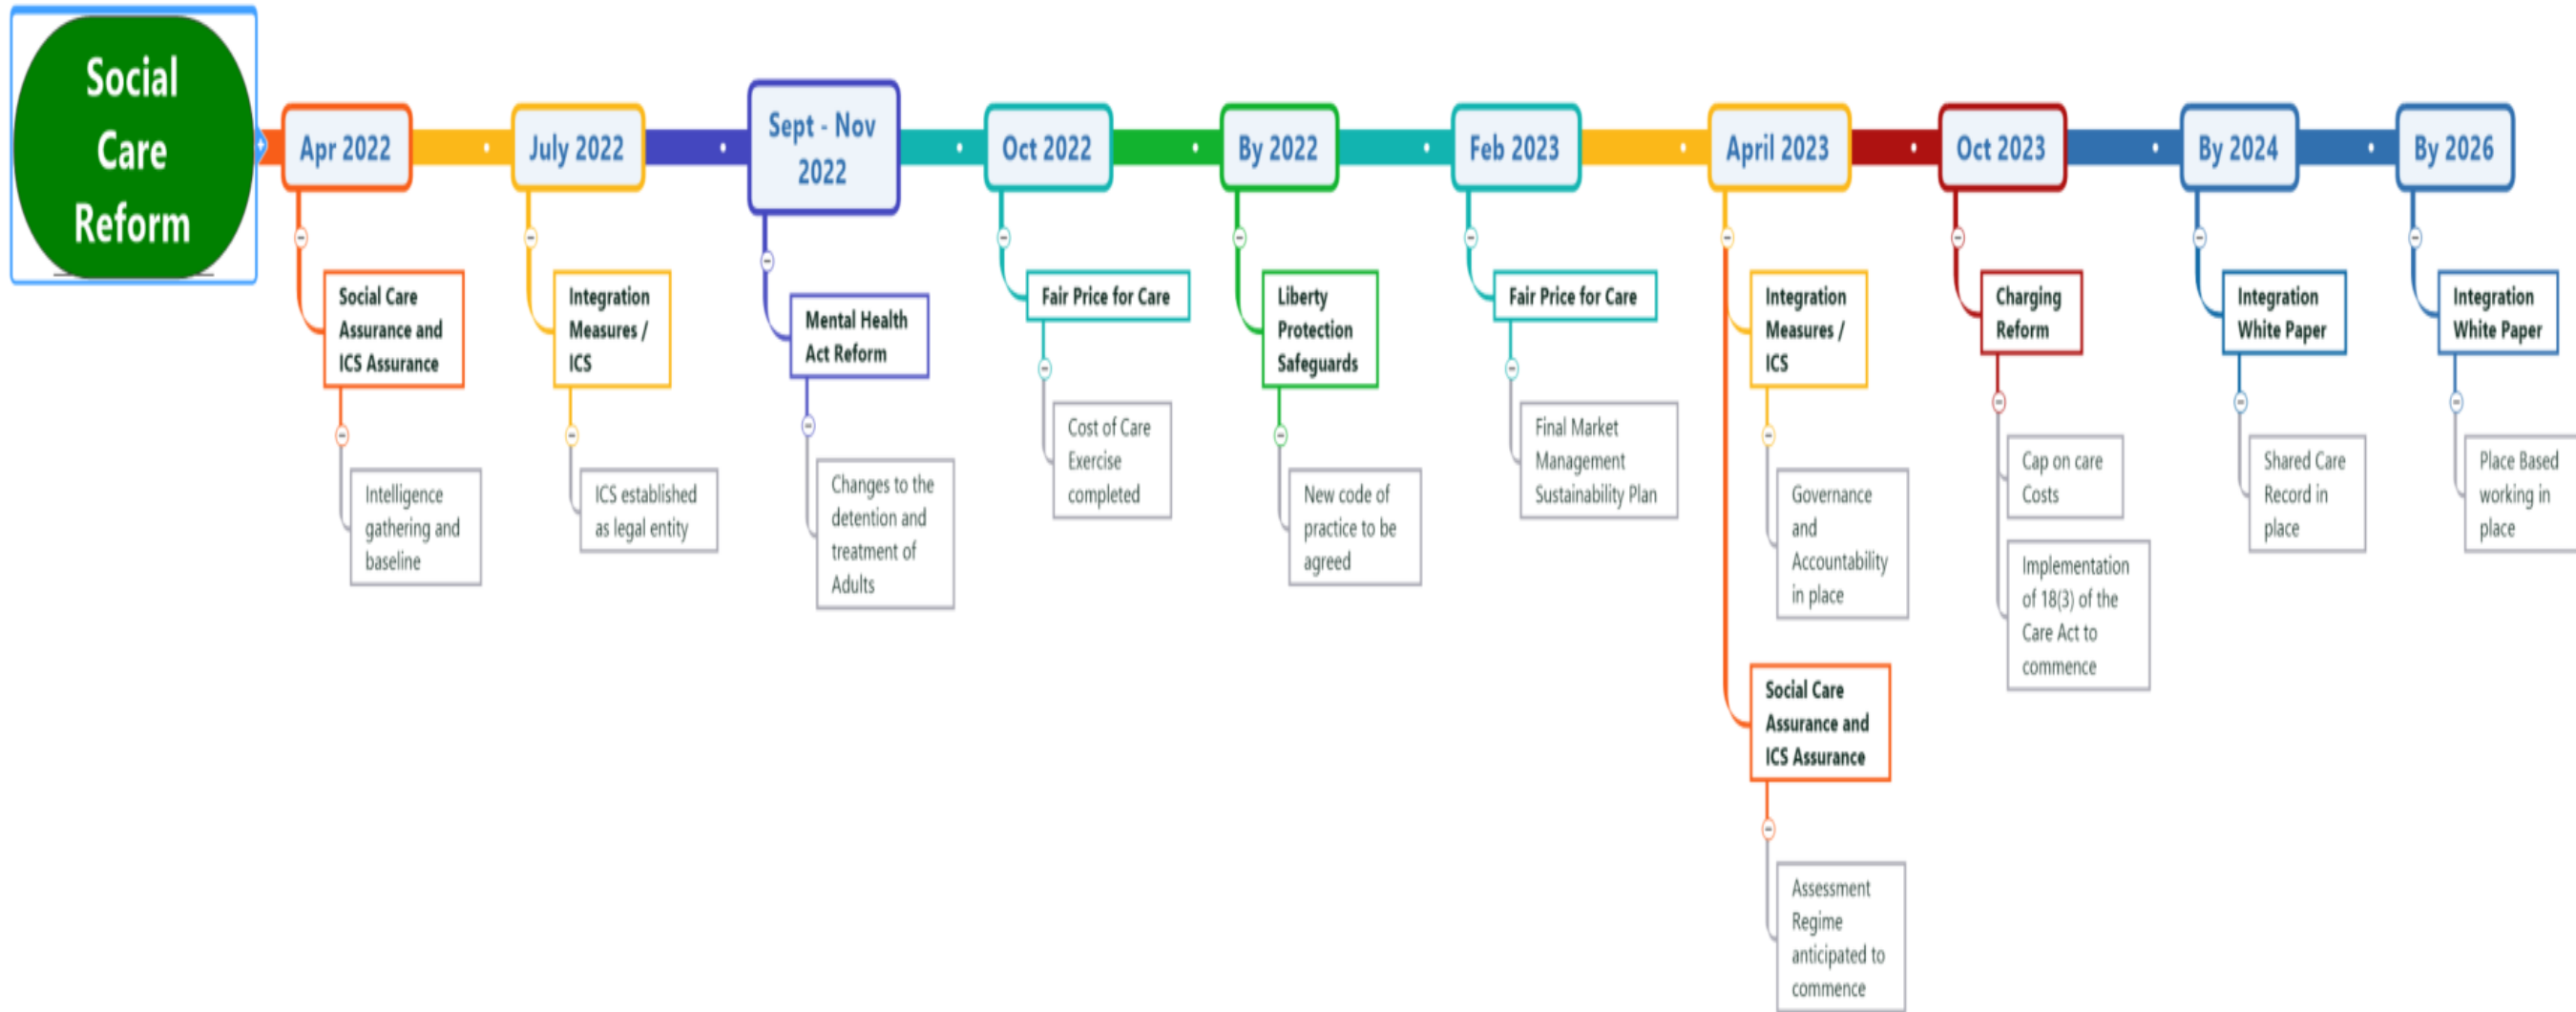 Social
Care
Reform
Apr 2022
Social Care
Assurance and
ICS Assurance
Intelligence
gathering and
baseline
July 2022
Integration
Measures /
ICS
ICS established
as legal entity
Sept - Nov
2022
Mental Health
Act Reform
Changes to the
detention and
treatment of
Adults
Oct 2022
Fair Price for Care
Cost of Care
Exercise
completed
By 2022
Liberty
Protection
Safeguards
New code of
practice to be
agreed
Feb 2023
Fair Price for Care
Final Market
Management
Sustainability Plan
April 2023
Integration
Measures /
ICS
Governance
and
Accountability
in place
Social Care
Assurance and
ICS Assurance
Assessment
Regime
anticipated to
commence
Oct 2023
Charging
Reform
Cap on care
Costs
Implementation
of 18(3) of the
Care Act to
commence
By 2024
Integration
White Paper
Shared Care
Record in
place
By 2026
Integration
White Paper
Place Based
working in
place